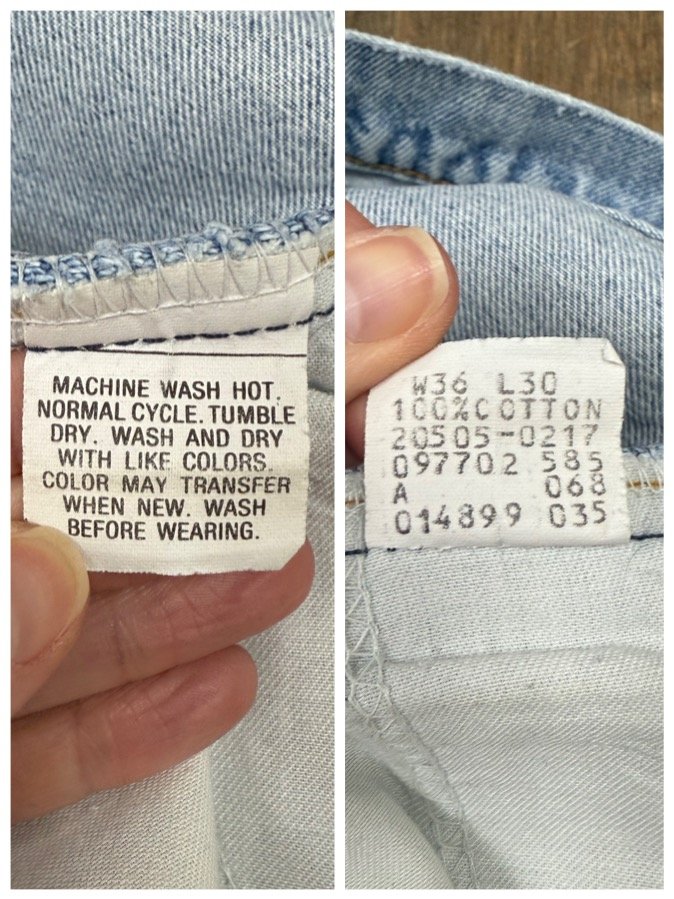 MACHINE WASH HOT.
NORMAL CYCLE. TUMBLE
DRY. WASH AND DRY
WITH LIKE COLORS.
COLOR MAY TRANSFER
WHEN NEW. WASH
BEFORE WEARING.
W36 L30
100%COTTON
20505-0217
097702 585
A 068
014899 035